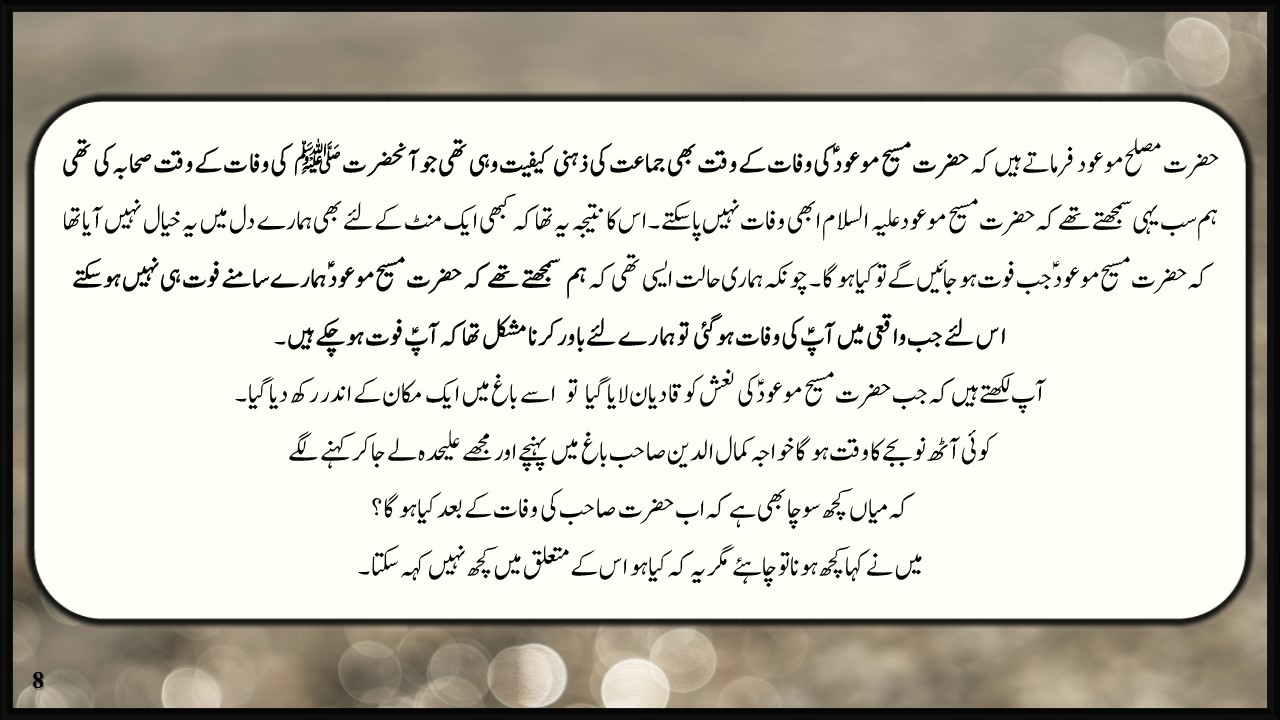 حضرت مصلح موعود فرماتے ہیں کہ حضرت مسیح موعودؑ کی وفات کے وقت بھی جماعت کی ذہنی کیفیت وہی تھی جو آنحضرت ﷺ کی وفات کے وقت صحابہ کی تھی
ہم سب یہی سمجھتے تھے کہ حضرت مسیح موعود علیہ السلام ابھی وفات نہیں پا سکتے۔ اس کا نتیجہ یہ تھا کہ کبھی ایک منٹ کے لئے بھی ہمارے دل میں یہ خیال نہیں آیا تھا
کہ حضرت مسیح موعودؑ جب فوت ہو جائیں گے تو کیا ہو گا۔ چونکہ ہماری حالت ایسی تھی کہ ہم سمجھتے تھے کہ حضرت مسیح موعودؑ ہمارے سامنے فوت ہی نہیں ہو سکتے
اس لئے جب واقعی میں آپؑ کی وفات ہو گئی تو ہمارے لئے باور کرنا مشکل تھا کہ آپؑ فوت ہو چکے ہیں۔
آپ لکھتے ہیں کہ جب حضرت مسیح موعودؑ کی نعش کو قادیان لایا گیا تو اسے باغ میں ایک مکان کے اندر رکھ دیا گیا۔
کوئی آٹھ نو بجے کا وقت ہو گا خواجہ کمال الدین صاحب باغ میں پہنچے اور مجھے علیحدہ لے جا کر کہنے لگے
کہ میاں کچھ سوچا بھی ہے کہ اب حضرت صاحب کی وفات کے بعد کیا ہو گا؟
میں نے کہا کچھ ہونا تو چاہئے مگر یہ کہ کیا ہو اس کے متعلق میں کچھ نہیں کہہ سکتا۔
8